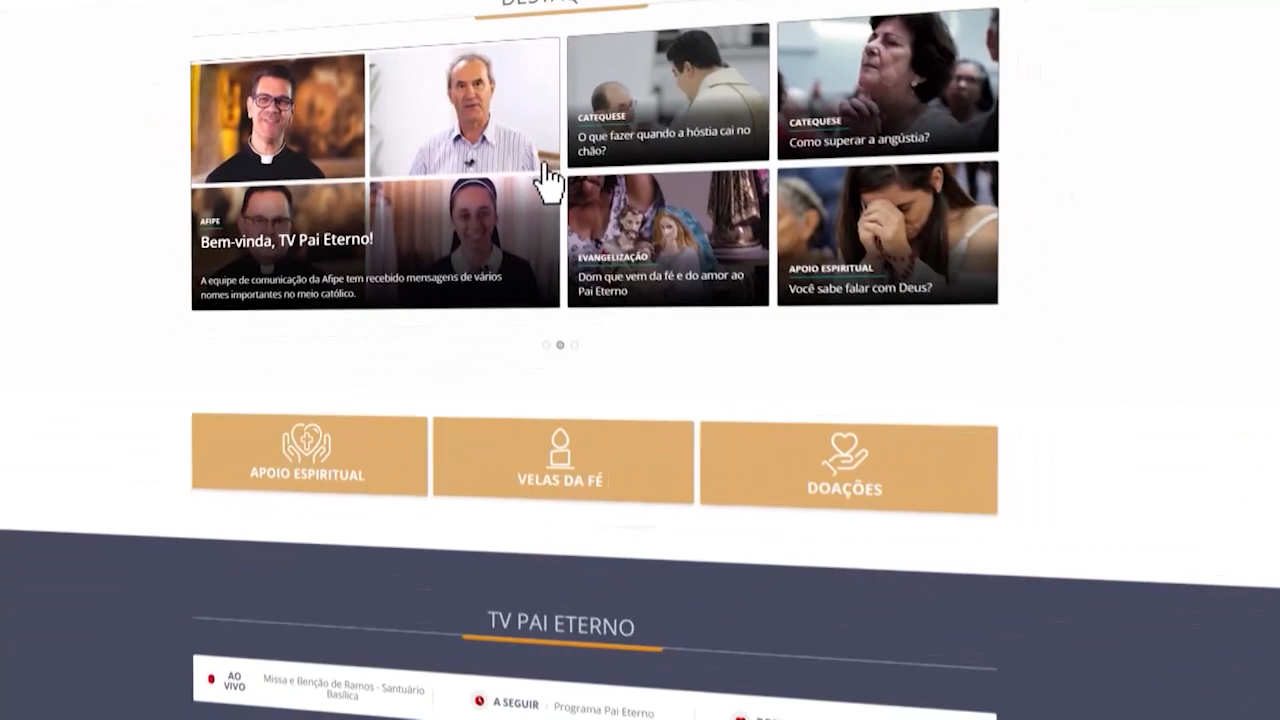 AFIPE
Bem-vinda, TV Pai Eterno!
A equipe de comunicação da Afipe tem recebido mensagens de vários
nomes importantes no meio católico.
CATEQUESE
O que fazer quando a hóstia cai no
chão?
CATEQUESE
Como superar a angústia?
EVANGELIZAÇÃO
Dom que vem da fé e do amor ao
Pai Eterno
APOIO ESPIRITUAL
Você sabe falar com Deus?
APOIO ESPIRITUAL
VELAS DA FÉ
DOAÇÕES
TV PAI ETERNO
AO
VIVO
Missa e Benção de Ramos - Santuário
Basílica
A SEGUIR
Programa Pai Eterno